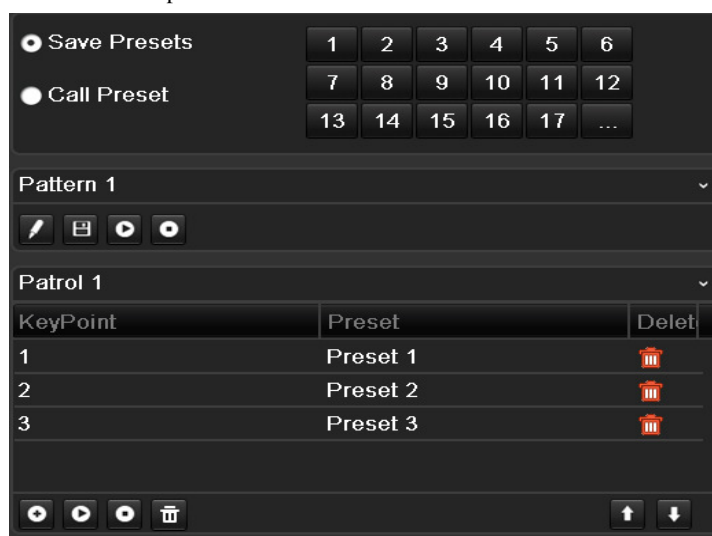 Save Presets
1 2 3 4 5 6
Call Preset
7 8 9 10 11 12
13 14 15 16 17 ...
Pattern 1
Patrol 1
KeyPoint Preset Delet
1 Preset 1
2 Preset 2
3 Preset 3